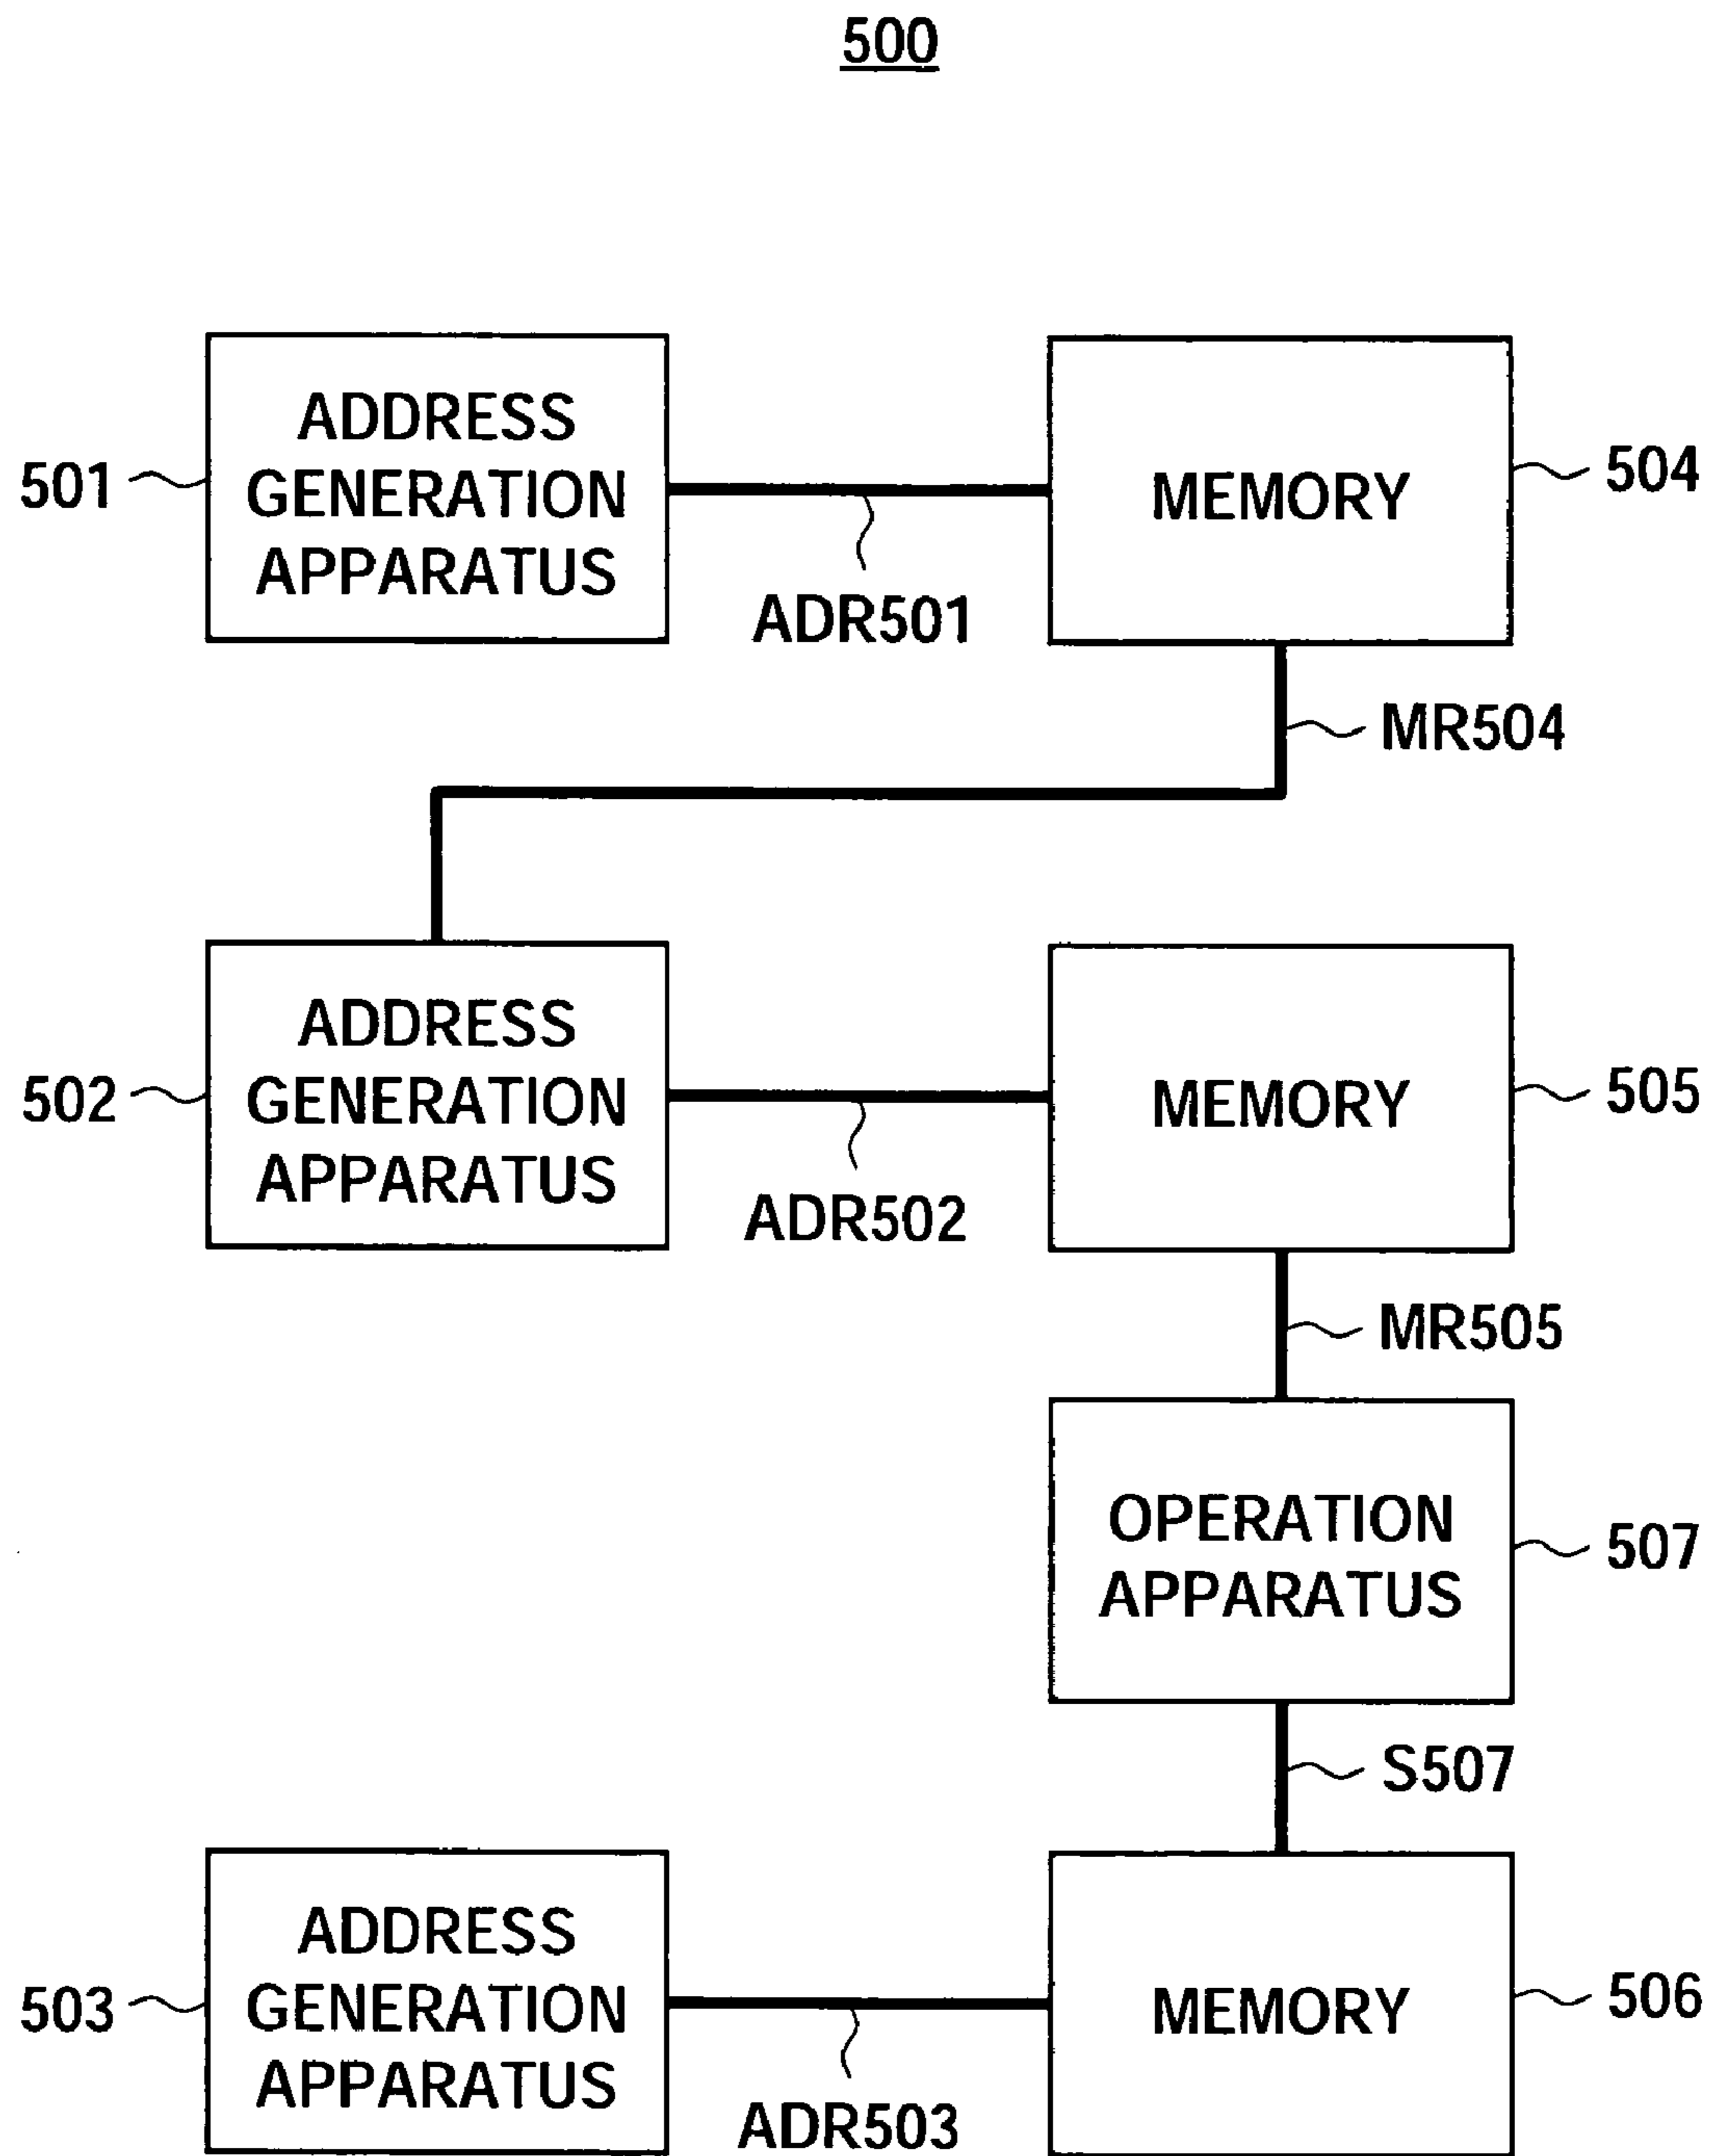 500
ADDRESS
GENERATION
APPARATUS
501
ADR501
MEMORY
504
MR504
ADDRESS
GENERATION
APPARATUS
502
ADR502
MEMORY
505
MR505
OPERATION
APPARATUS
507
S507
ADDRESS
GENERATION
APPARATUS
503
ADR503
MEMORY
506